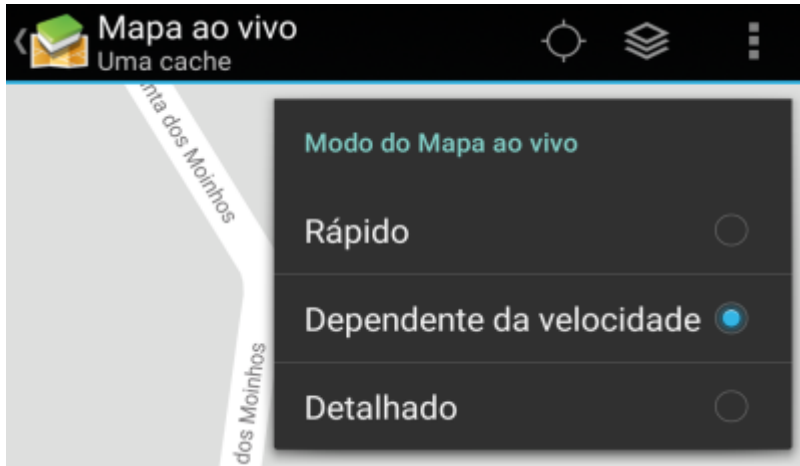 Mapa ao vivo
Uma cache
nta dos Moinhos
dos Moinhos
Modo do Mapa ao vivo
Rápido
Dependente da velocidade
Detalhado